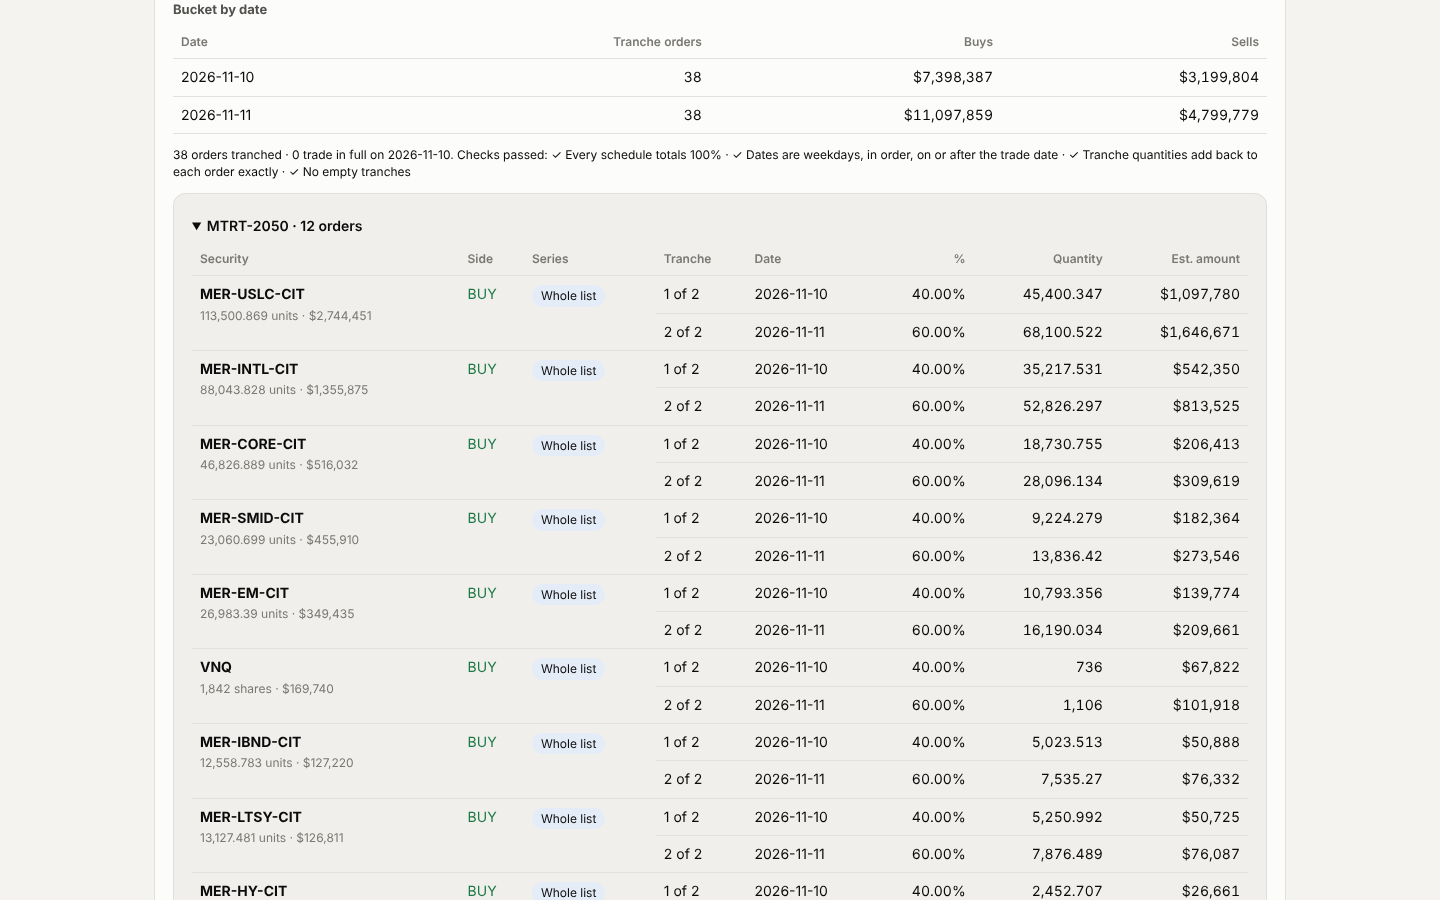 Bucket by date
Date Tranche orders Buys Sells
2026-11-10 38 $7,398,387 $3,199,804
2026-11-11 38 $11,097,859 $4,799,779
38 orders tranched · 0 trade in full on 2026-11-10. Checks passed: ✓ Every schedule totals 100% · ✓ Dates are weekdays, in order, on or after the trade date · ✓ Tranche quantities add back to
each order exactly · ✓ No empty tranches
▼ MTRT-2050 · 12 orders
Security Side Series Tranche Date % Quantity Est. amount
MER-USLC-CIT BUY Whole list 1 of 2 2026-11-10 40.00% 45,400.347 $1,097,780
113,500.869 units · $2,744,451
2 of 2 2026-11-11 60.00% 68,100.522 $1,646,671
MER-INTL-CIT BUY Whole list 1 of 2 2026-11-10 40.00% 35,217.531 $542,350
88,043.828 units · $1,355,875
2 of 2 2026-11-11 60.00% 52,826.297 $813,525
MER-CORE-CIT BUY Whole list 1 of 2 2026-11-10 40.00% 18,730.755 $206,413
46,826.889 units · $516,032
2 of 2 2026-11-11 60.00% 28,096.134 $309,619
MER-SMID-CIT BUY Whole list 1 of 2 2026-11-10 40.00% 9,224.279 $182,364
23,060.699 units · $455,910
2 of 2 2026-11-11 60.00% 13,836.42 $273,546
MER-EM-CIT BUY Whole list 1 of 2 2026-11-10 40.00% 10,793.356 $139,774
26,983.39 units · $349,435
2 of 2 2026-11-11 60.00% 16,190.034 $209,661
VNQ BUY Whole list 1 of 2 2026-11-10 40.00% 736 $67,822
1,842 shares · $169,740
2 of 2 2026-11-11 60.00% 1,106 $101,918
MER-IBND-CIT BUY Whole list 1 of 2 2026-11-10 40.00% 5,023.513 $50,888
12,558.783 units · $127,220
2 of 2 2026-11-11 60.00% 7,535.27 $76,332
MER-LTSY-CIT BUY Whole list 1 of 2 2026-11-10 40.00% 5,250.992 $50,725
13,127.481 units · $126,811
2 of 2 2026-11-11 60.00% 7,876.489 $76,087
MER-HY-CIT BUY Whole list 1 of 2 2026-11-10 40.00% 2,452.707 $26,661